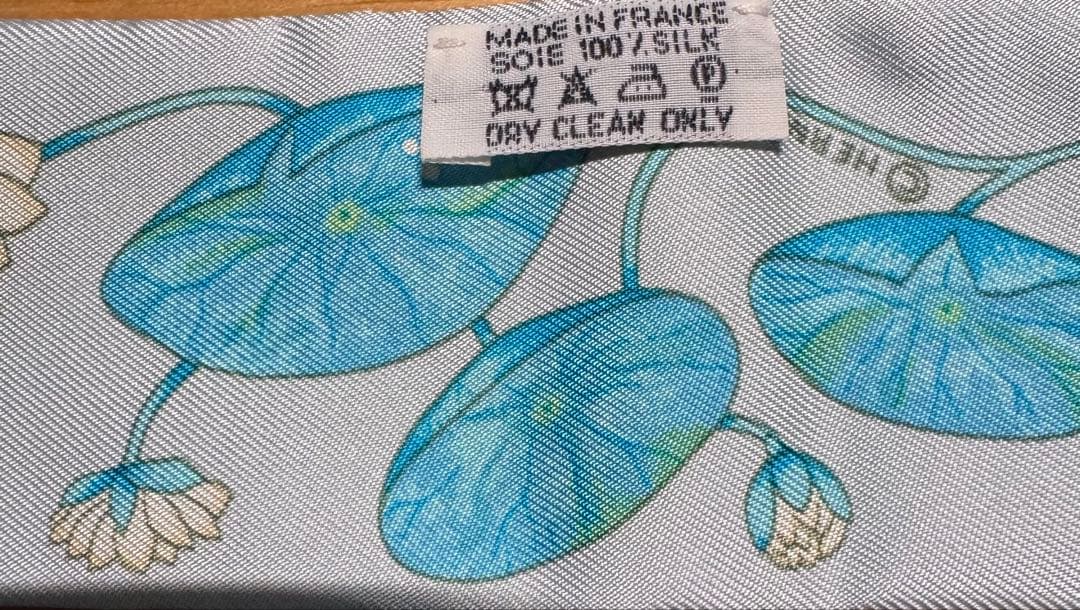 MADE IN FRANCE
SOIE 100% SILK
P
DRY CLEAN ONLY